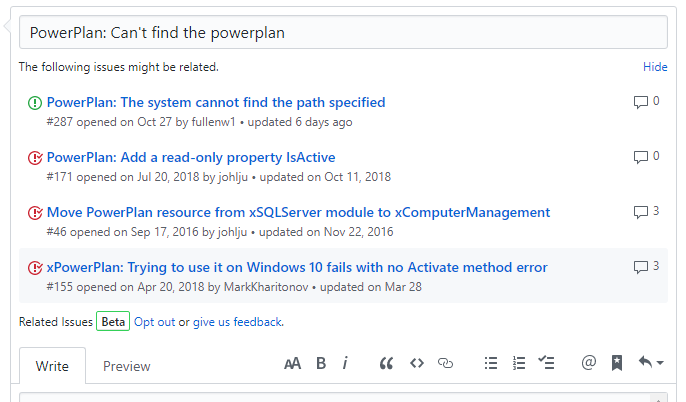 PowerPlan: Can't find the powerplan
The following issues might be related. Hide
PowerPlan: The system cannot find the path specified 0
#287 opened on Oct 27 by fullenw1 • updated 6 days ago
PowerPlan: Add a read-only property IsActive 0
#171 opened on Jul 20, 2018 by johlju • updated on Oct 11, 2018
Move PowerPlan resource from xSQLServer module to xComputerManagement 3
#46 opened on Sep 17, 2016 by johlju • updated on Nov 22, 2016
xPowerPlan: Trying to use it on Windows 10 fails with no Activate method error 3
#155 opened on Apr 20, 2018 by MarkKharitonov • updated on Mar 28
Related Issues Beta Opt out or give us feedback.
Write Preview AA B i “ <> @